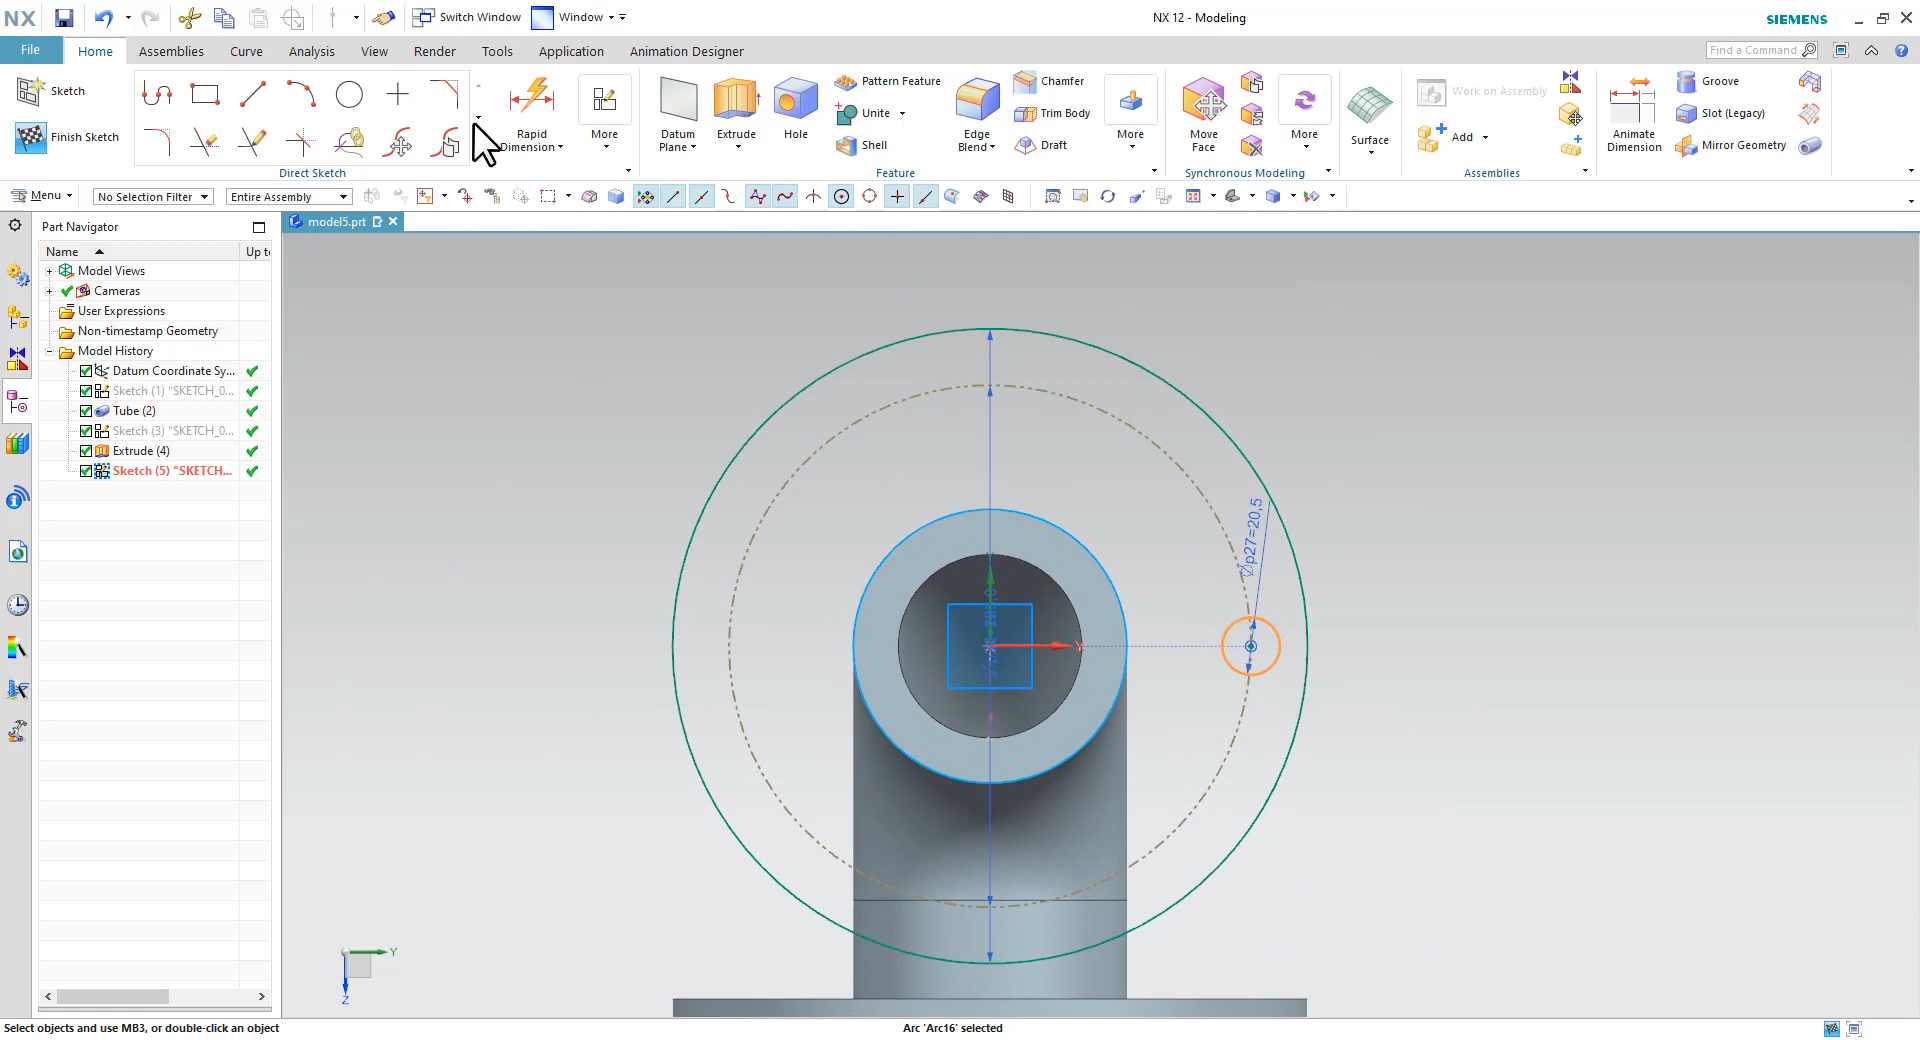 NX
Switch Window
Window
NX 12 - Modeling
SIEMENS
File
Home
Assemblies
Curve
Analysis
View
Render
Tools
Application
Animation Designer
Find a Command
Sketch
Finish Sketch
Rapid
Dimension
More
Direct Sketch
Datum
Plane
Extrude
Hole
Pattern Feature
Unite
Shell
Edge
Blend
Chamfer
Trim Body
Draft
More
Feature
Move
Face
More
Synchronous Modeling
Surface
Work on Assembly
Add
Assemblies
Animate
Dimension
Groove
Slot (Legacy)
Mirror Geometry
Assemblies
Menu
No Selection Filter
Entire Assembly
Part Navigator
model5.prt
Name
Up to
Model Views
Cameras
User Expressions
Non-timestamp Geometry
Model History
Datum Coordinate Sy...
Sketch (1) "SKETCH_0...
Tube (2)
Sketch (3) "SKETCH_0...
Extrude (4)
Sketch (5) "SKETCH...
Øp27=20,5
X
Y
Z
Select objects and use MB3, or double-click an object
Arc 'Arc16' selected